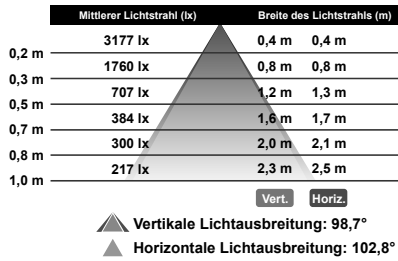 Mittlerer Lichtstrahl (lx) Breite des Lichtstrahls (m)
3177 lx 0,4 m 0,4 m
0,2 m
1760 lx 0,8 m 0,8 m
0,3 m
707 lx 1,2 m 1,3 m
0,5 m
384 lx 1,6 m 1,7 m
0,7 m
300 lx 2,0 m 2,1 m
0,8 m
217 lx 2,3 m 2,5 m
1,0 m
Vert. Horiz.
Vertikale Lichtausbreitung: 98,7°
Horizontale Lichtausbreitung: 102,8°